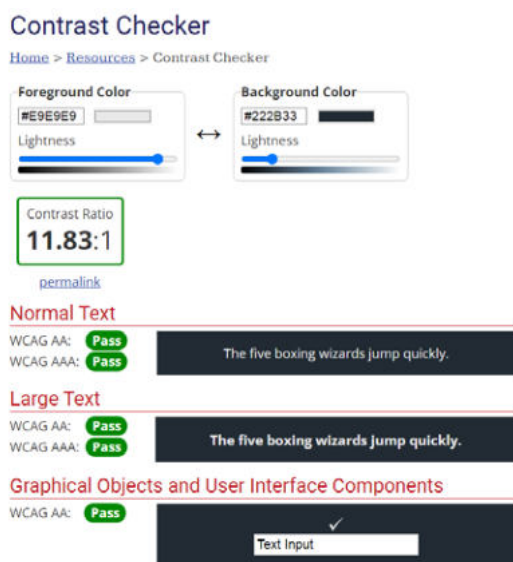 Contrast Checker
Home > Resources > Contrast Checker
Foreground Color
#E9E9E9
Lightness
Background Color
#222B33
Lightness
Contrast Ratio
11.83:1
permalink
Normal Text
WCAG AA: Pass
WCAG AAA: Pass
The five boxing wizards jump quickly.
Large Text
WCAG AA: Pass
WCAG AAA: Pass
The five boxing wizards jump quickly.
Graphical Objects and User Interface Components
WCAG AA: Pass
Text Input